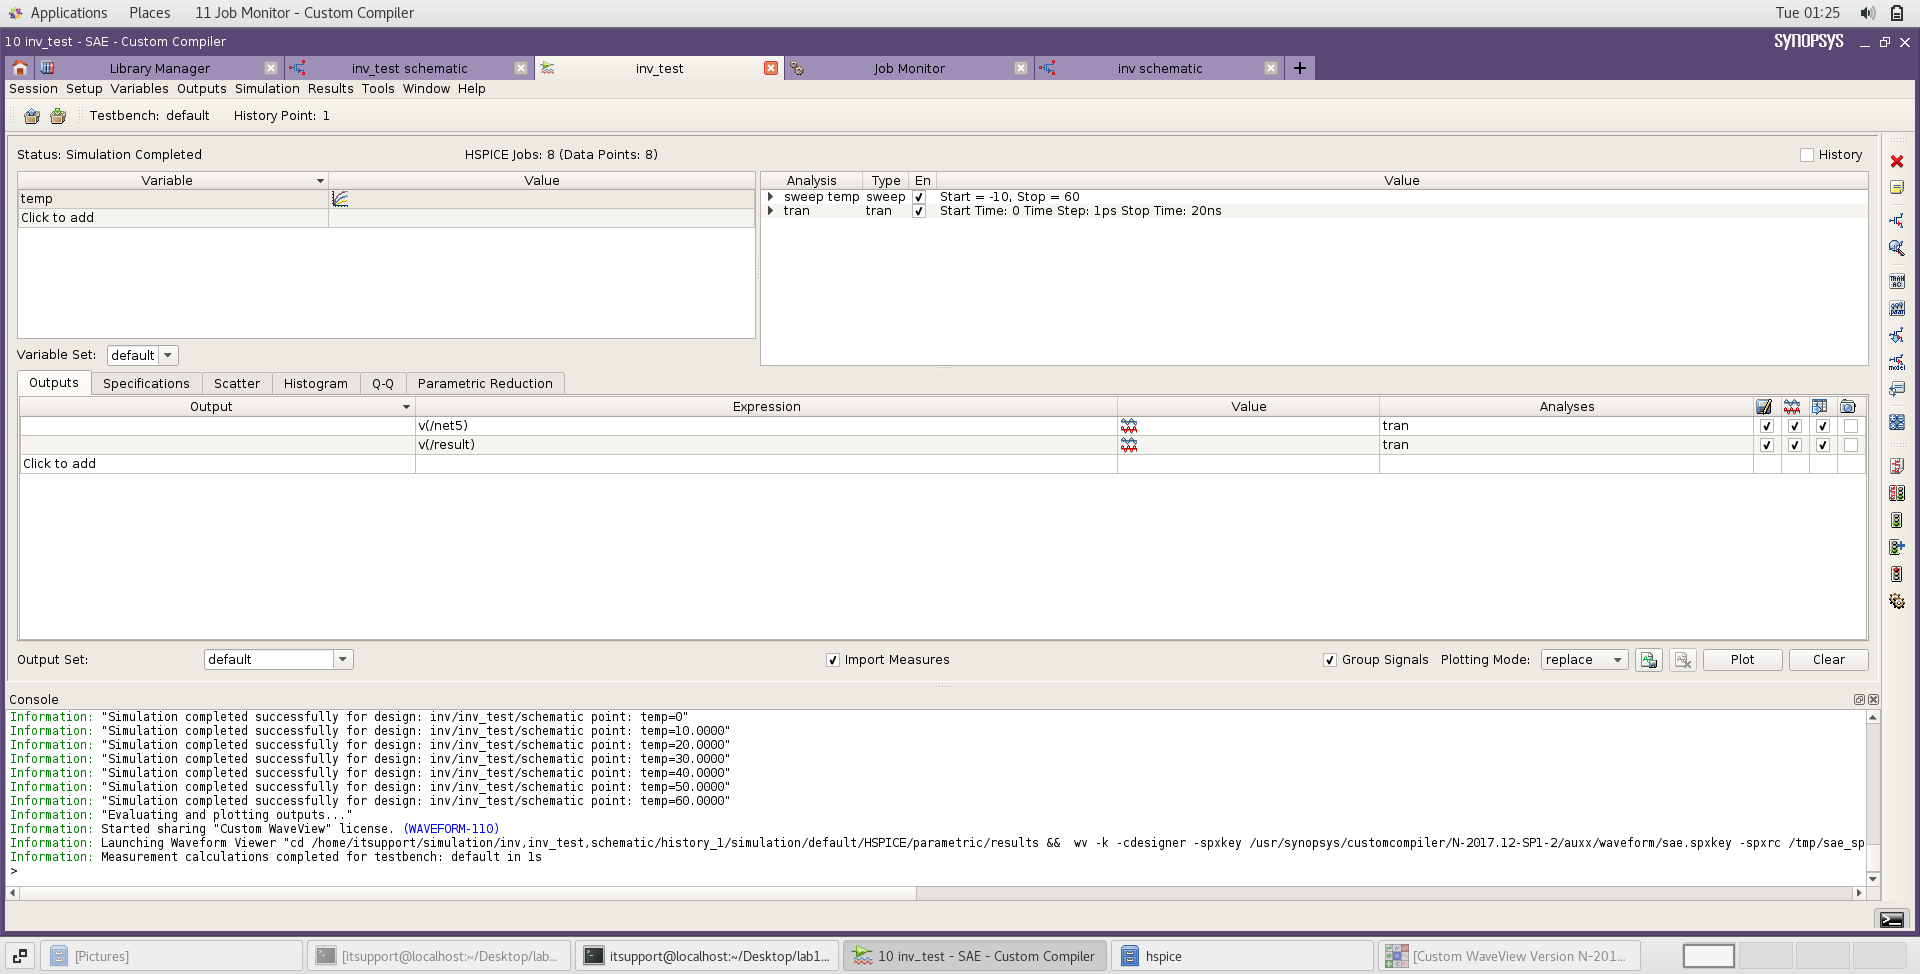 Applications Places 11 Job Monitor - Custom Compiler Tue 01:25
10 inv_test - SAE - Custom Compiler SYNOPSYS
Library Manager inv_test schematic inv_test Job Monitor inv schematic
Session Setup Variables Outputs Simulation Results Tools Window Help
Testbench: default History Point: 1
Status: Simulation Completed HSPICE Jobs: 8 (Data Points: 8) History
Variable Value Analysis Type En Value
temp sweep temp sweep Start = -10, Stop = 60
Click to add tran tran Start Time: 0 Time Step: 1ps Stop Time: 20ns
Variable Set: default
Outputs Specifications Scatter Histogram Q-Q Parametric Reduction
Output Expression Value Analyses
v(/net5) tran
v(/result) tran
Click to add
Output Set: default Import Measures Group Signals Plotting Mode: replace Plot Clear
Console
Information: "Simulation completed successfully for design: inv/inv_test/schematic point: temp=0"
Information: "Simulation completed successfully for design: inv/inv_test/schematic point: temp=10.0000"
Information: "Simulation completed successfully for design: inv/inv_test/schematic point: temp=20.0000"
Information: "Simulation completed successfully for design: inv/inv_test/schematic point: temp=30.0000"
Information: "Simulation completed successfully for design: inv/inv_test/schematic point: temp=40.0000"
Information: "Simulation completed successfully for design: inv/inv_test/schematic point: temp=50.0000"
Information: "Simulation completed successfully for design: inv/inv_test/schematic point: temp=60.0000"
Information: "Evaluating and plotting outputs..."
Information: Started sharing "Custom WaveView" license. (WAVEFORM-110)
Information: Launching Waveform Viewer "cd /home/itsupport/simulation/inv,inv_test,schematic/history_1/simulation/default/HSPICE/parametric/results && wv -k -cdesigner -spxkey /usr/synopsys/customcompiler/N-2017.12-SP1-2/auxx/waveform/sae.spxkey -spxrc /tmp/sae_sp
Information: Measurement calculations completed for testbench: default in 1s
>
[Pictures] [itsupport@localhost:~/Desktop/lab... itsupport@localhost:~/Desktop/lab1... 10 inv_test - SAE - Custom Compiler hspice [Custom WaveView Version N-201...